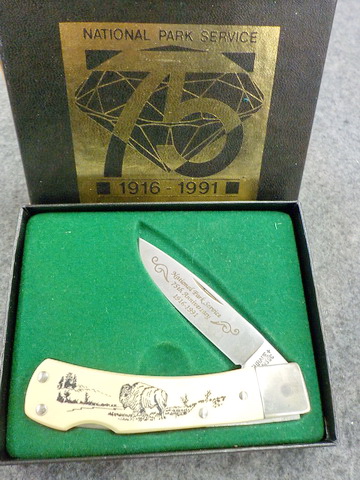 NATIONAL PARK SERVICE
75
1916 - 1991
National Park Service
75th Anniversary
1916-1991